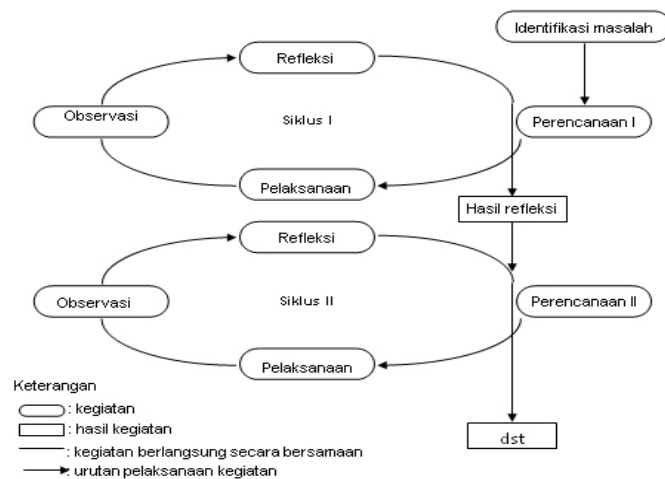 Identifikasi masalah
Refleksi
Observasi
Siklus I
Perencanaan I
Pelaksanaan
Hasil refleksi
Refleksi
Observasi
Siklus II
Perencanaan II
Pelaksanaan
Keterangan
: kegiatan
: hasil kegiatan
: kegiatan berlangsung secara bersamaan
: urutan pelaksanaan kegiatan
dst